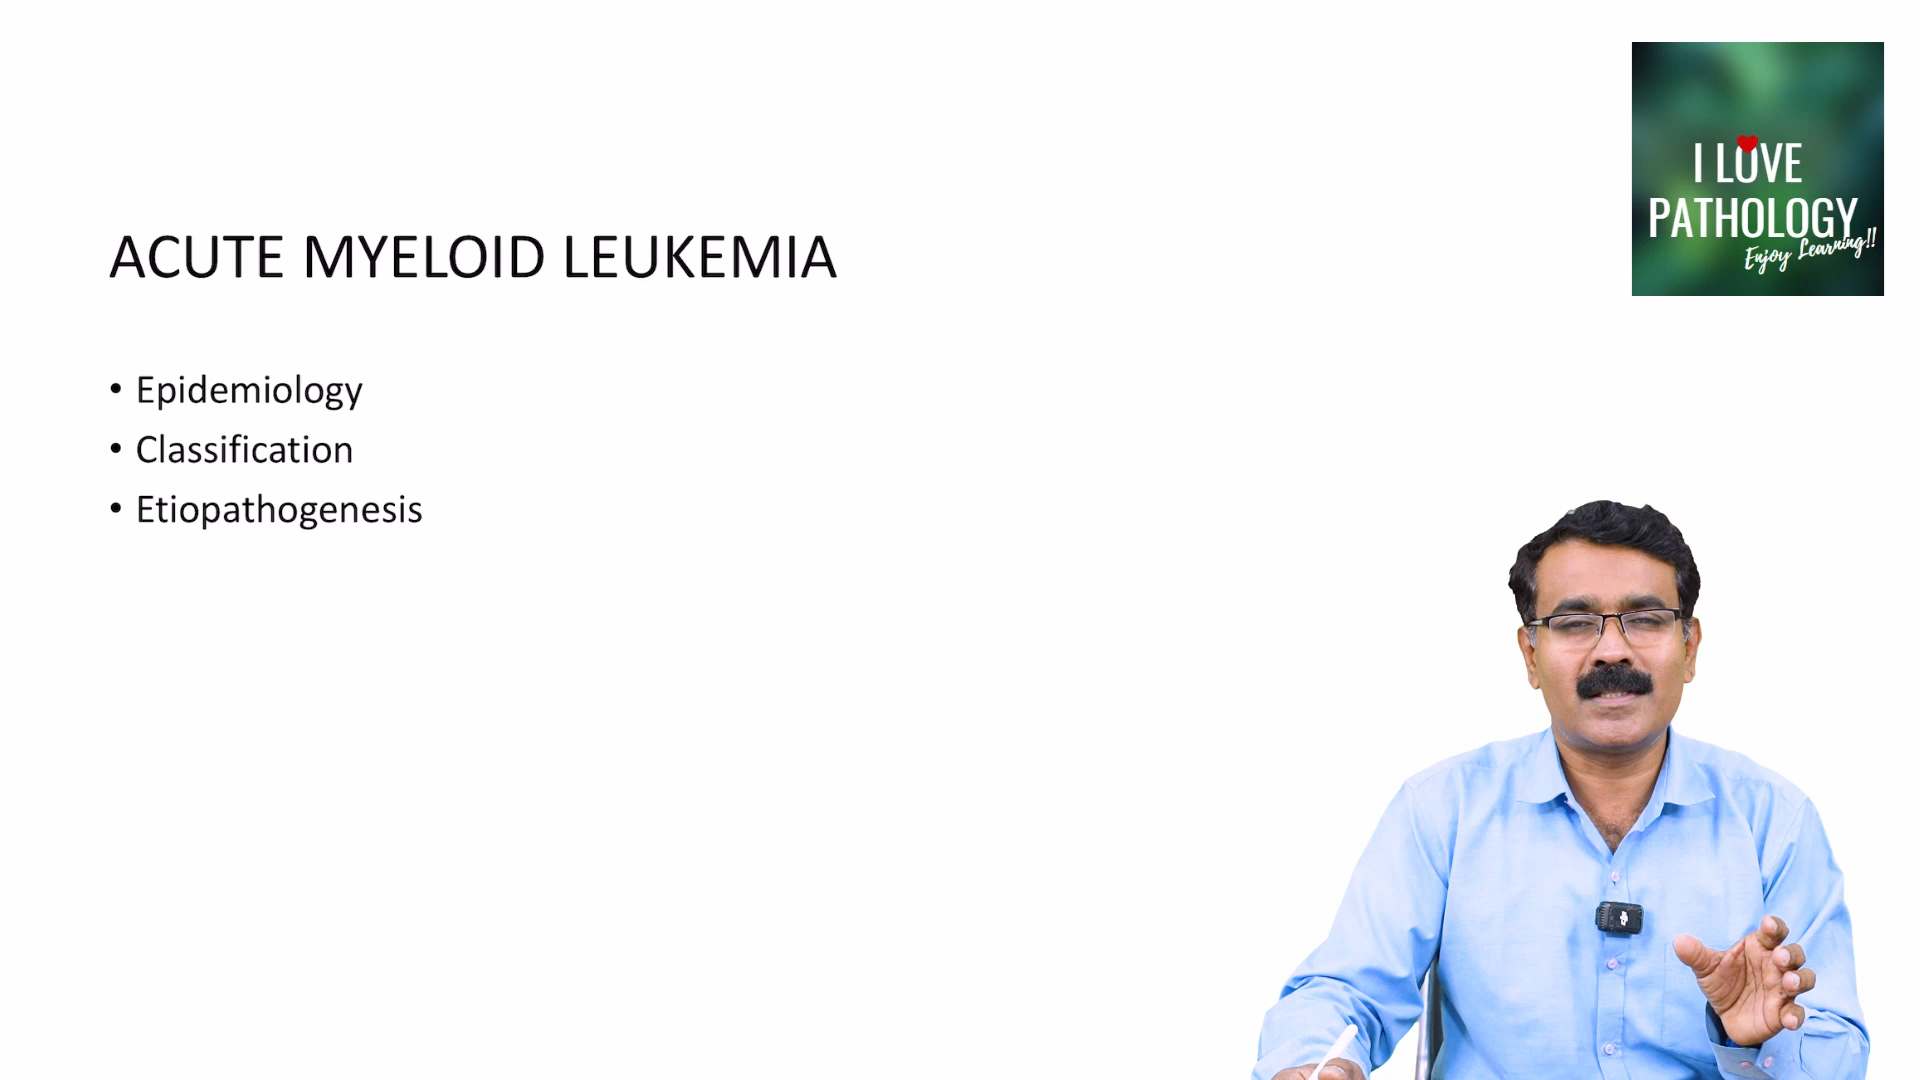 I LOVE
PATHOLOGY
Enjoy Learning!!
ACUTE MYELOID LEUKEMIA
• Epidemiology
• Classification
• Etiopathogenesis